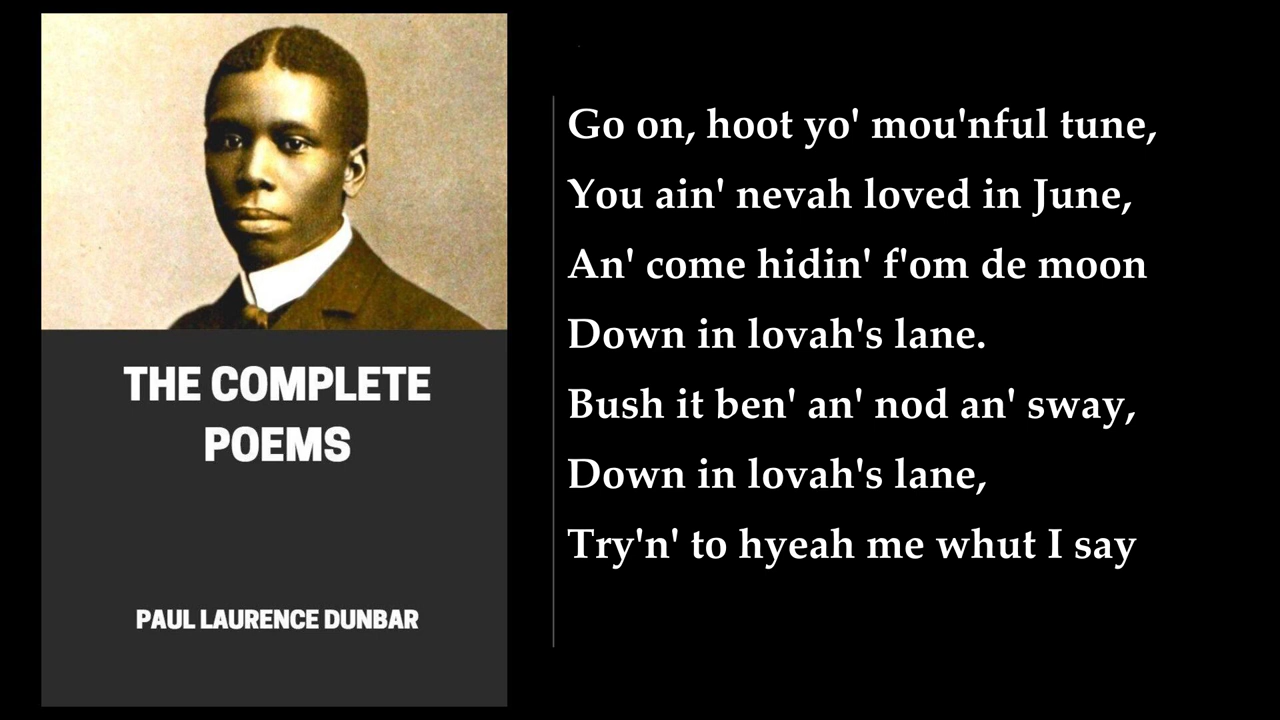 THE COMPLETE
POEMS
PAUL LAURENCE DUNBAR
Go on, hoot yo' mou'nful tune,
You ain' nevah loved in June,
An' come hidin' f'om de moon
Down in lovah's lane.
Bush it ben' an' nod an' sway,
Down in lovah's lane,
Try'n' to hyeah me whut I say